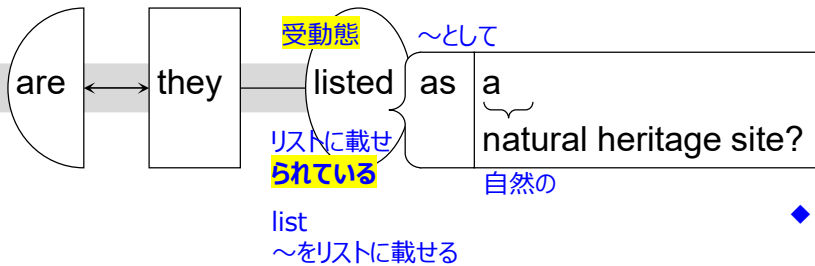 受動態 ～として
are they listed as a
natural heritage site?
リストに載せ
られている
自然の
list
～をリストに載せる